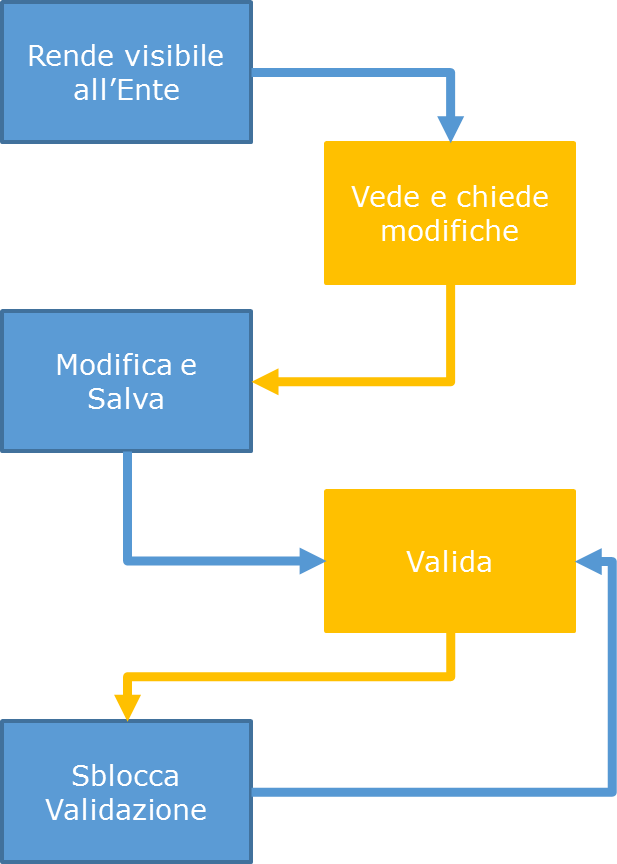 Rende visibile
all’Ente
Vede e chiede
modifiche
Modifica e
Salva
Valida
Sblocca
Validazione